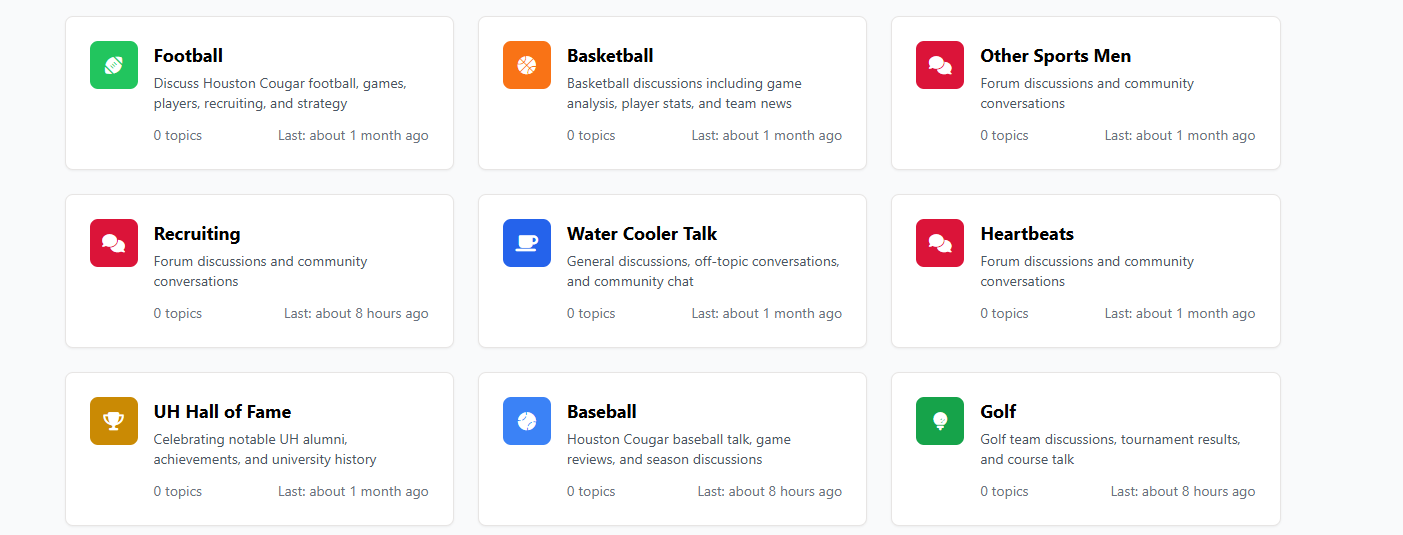 Football
Discuss Houston Cougar football, games,
players, recruiting, and strategy
0 topics
Last: about 1 month ago
Basketball
Basketball discussions including game
analysis, player stats, and team news
0 topics
Last: about 1 month ago
Other Sports Men
Forum discussions and community
conversations
0 topics
Last: about 1 month ago
Recruiting
Forum discussions and community
conversations
0 topics
Last: about 8 hours ago
Water Cooler Talk
General discussions, off-topic conversations,
and community chat
0 topics
Last: about 1 month ago
Heartbeats
Forum discussions and community
conversations
0 topics
Last: about 1 month ago
UH Hall of Fame
Celebrating notable UH alumni,
achievements, and university history
0 topics
Last: about 1 month ago
Baseball
Houston Cougar baseball talk, game
reviews, and season discussions
0 topics
Last: about 8 hours ago
Golf
Golf team discussions, tournament results,
and course talk
0 topics
Last: about 8 hours ago